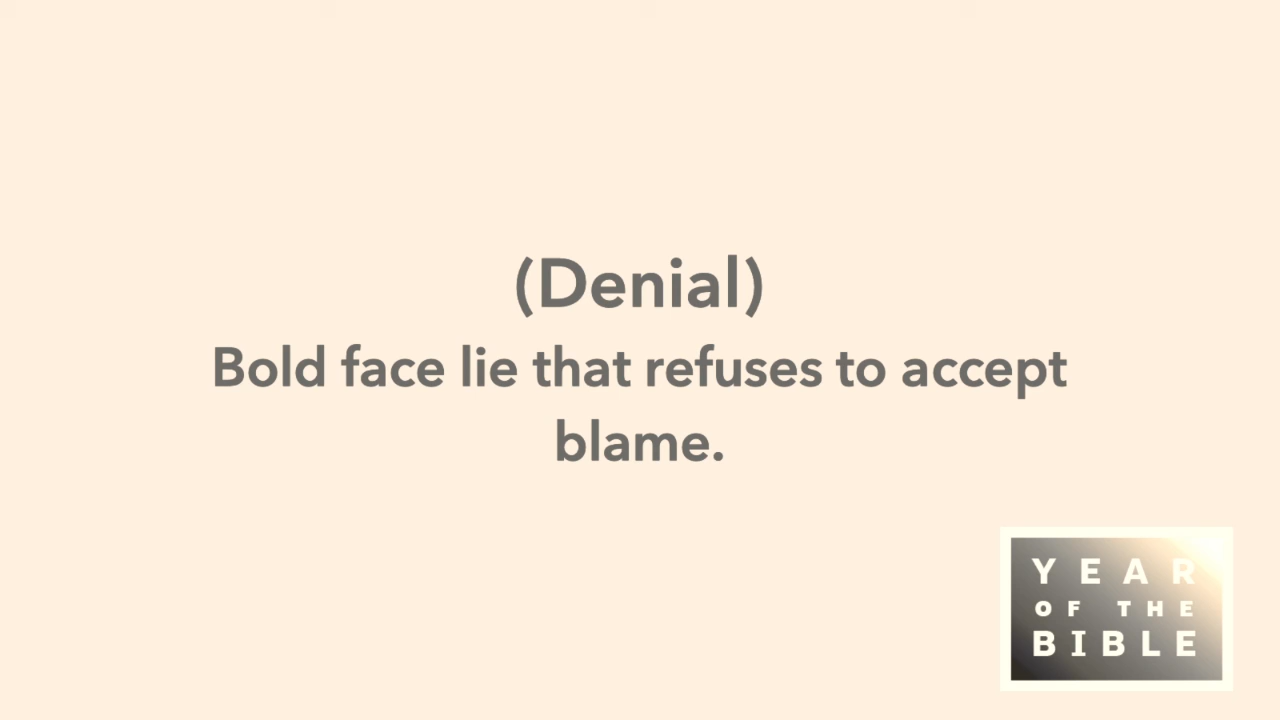 (Denial)
Bold face lie that refuses to accept
blame.
YEAR
OF THE
BIBLE